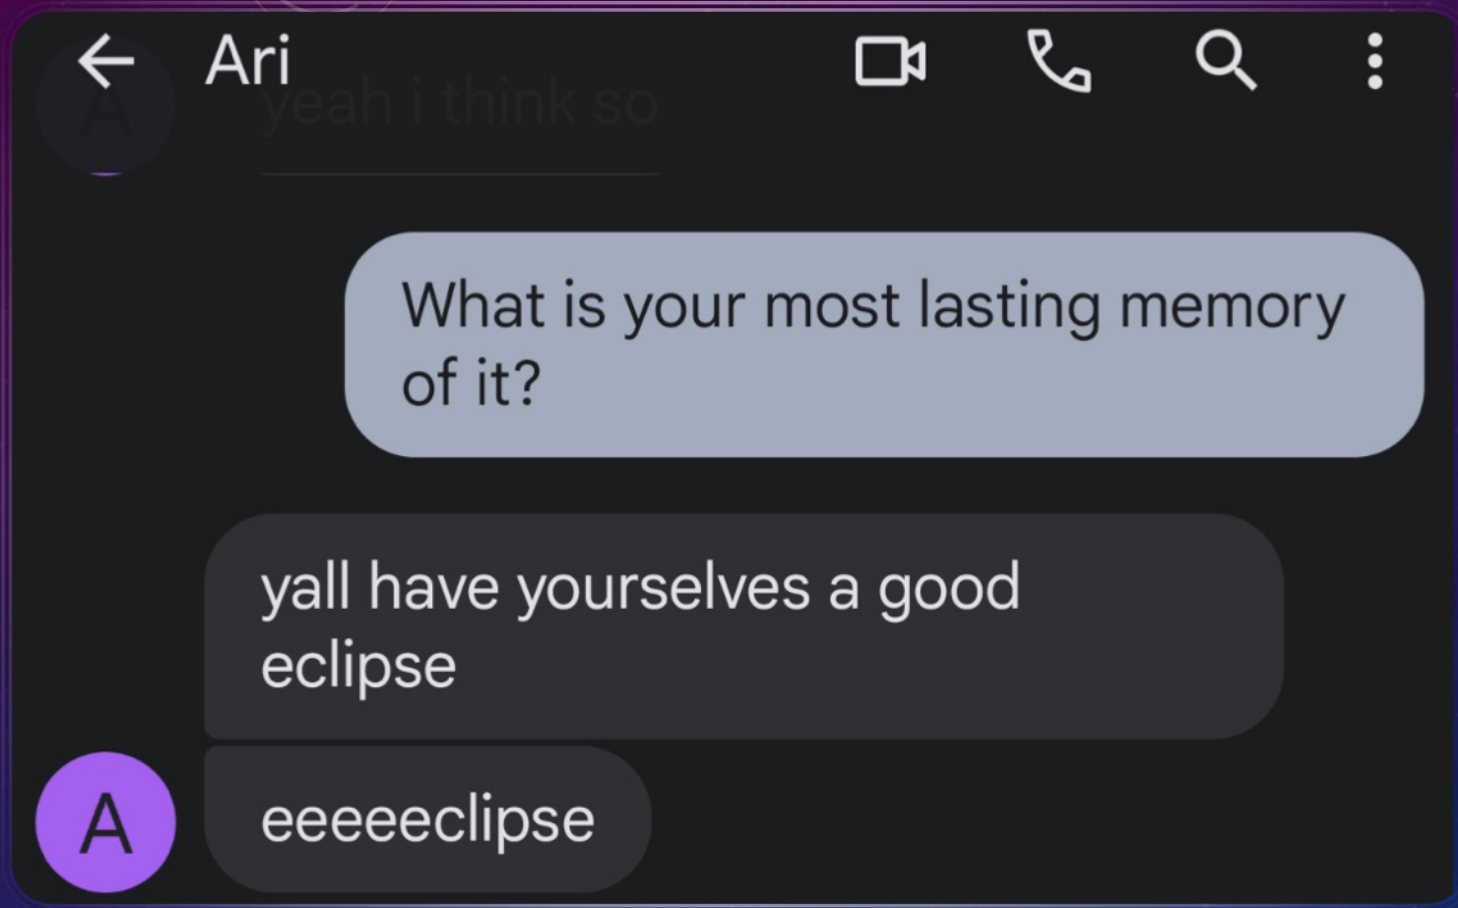 Ari
yeah i think so
What is your most lasting memory
of it?
yall have yourselves a good
eclipse
A
eeeeeclipse